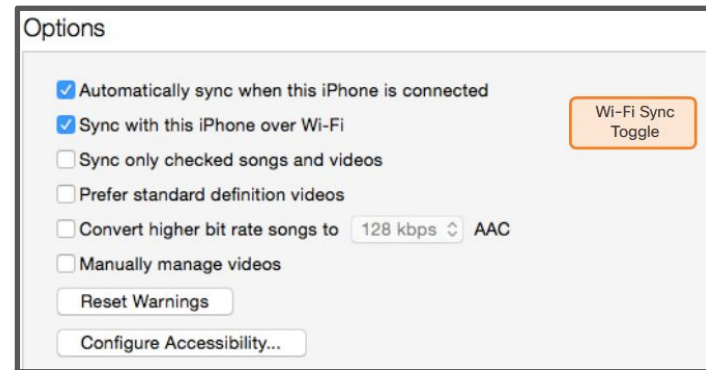 Options
Automatically sync when this iPhone is connected
Sync with this iPhone over Wi-Fi
Wi-Fi Sync
Toggle
Sync only checked songs and videos
Prefer standard definition videos
Convert higher bit rate songs to 128 kbps AAC
Manually manage videos
Reset Warnings
Configure Accessibility...